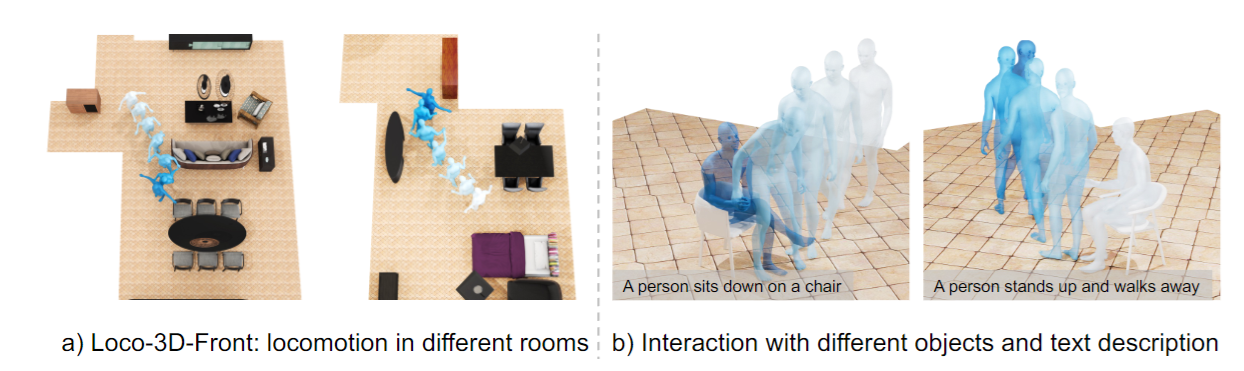 A person sits down on a chair
A person stands up and walks away
a) Loco-3D-Front: locomotion in different rooms
b) Interaction with different objects and text description